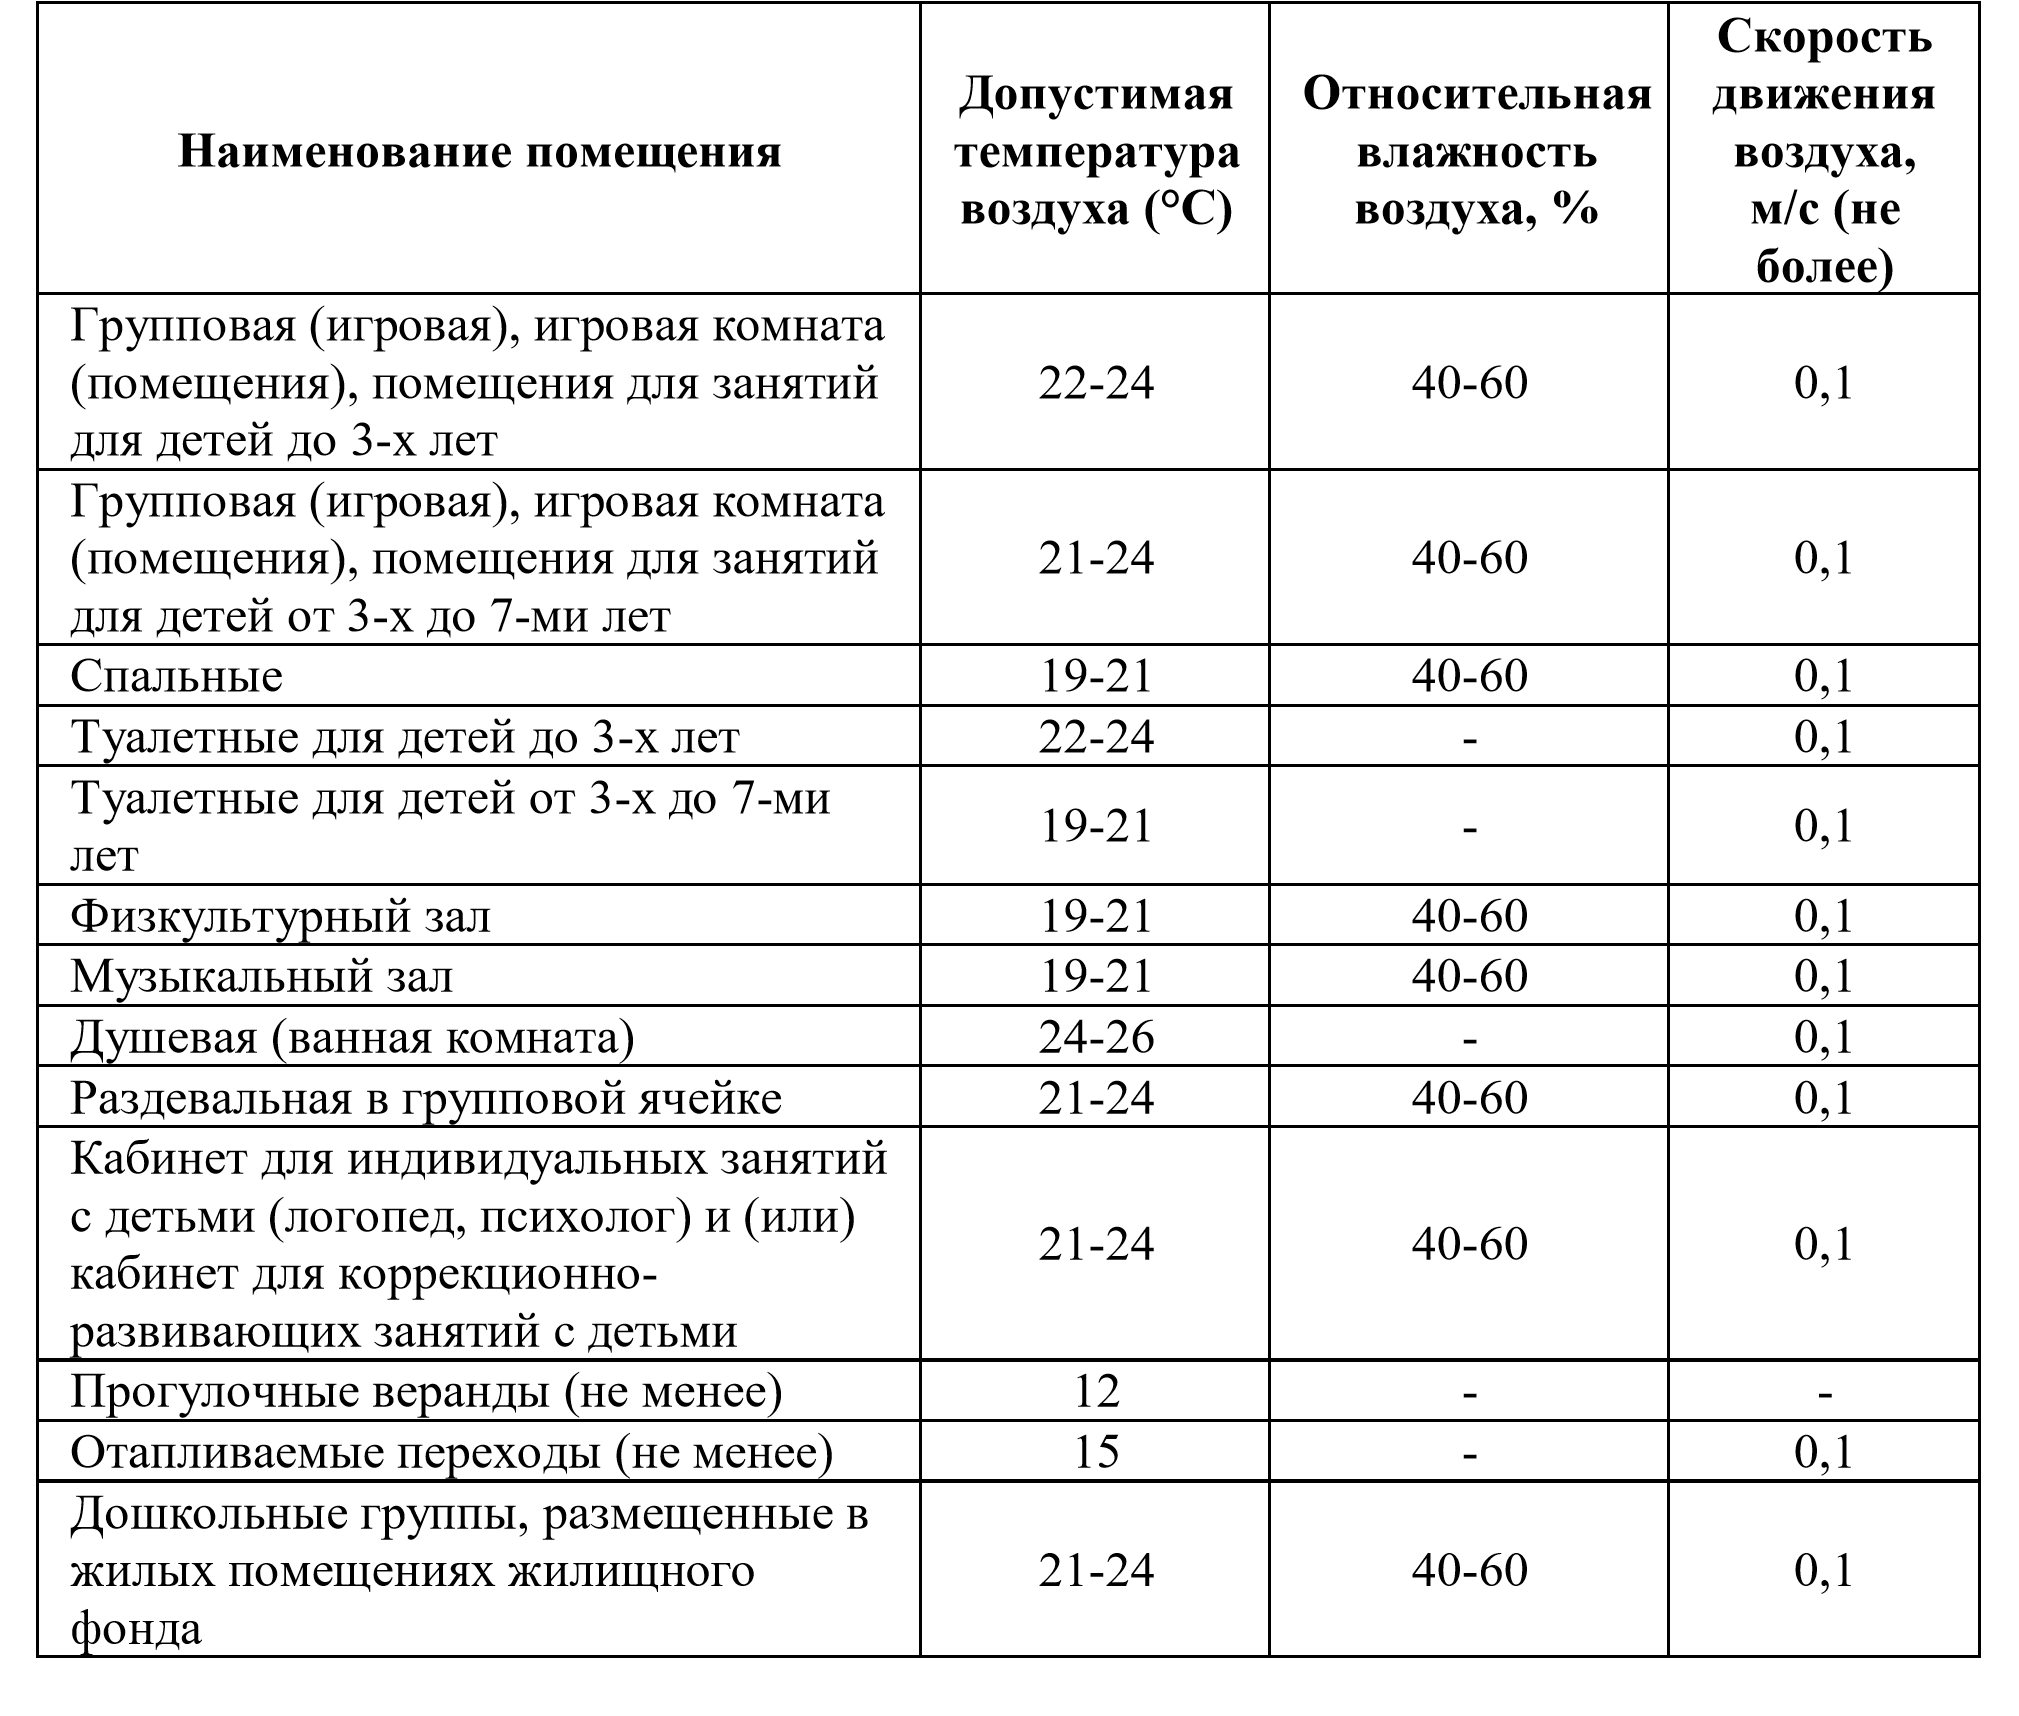 Наименование помещения
Допустимая
температура
воздуха (°С)
Относительная
влажность
воздуха, %
Скорость
движения
воздуха,
м/с (не
более)
Групповая (игровая), игровая комната
(помещения), помещения для занятий
для детей до 3-х лет
22-24
40-60
0,1
Групповая (игровая), игровая комната
(помещения), помещения для занятий
для детей от 3-х до 7-ми лет
21-24
40-60
0,1
Спальные
19-21
40-60
0,1
Туалетные для детей до 3-х лет
22-24
-
0,1
Туалетные для детей от 3-х до 7-ми
лет
19-21
-
0,1
Физкультурный зал
19-21
40-60
0,1
Музыкальный зал
19-21
40-60
0,1
Душевая (ванная комната)
24-26
-
0,1
Раздевальная в групповой ячейке
21-24
40-60
0,1
Кабинет для индивидуальных занятий
с детьми (логопед, психолог) и (или)
кабинет для коррекционно-
развивающих занятий с детьми
21-24
40-60
0,1
Прогулочные веранды (не менее)
12
-
-
Отапливаемые переходы (не менее)
15
-
0,1
Дошкольные группы, размещенные в
жилых помещениях жилищного
фонда
21-24
40-60
0,1